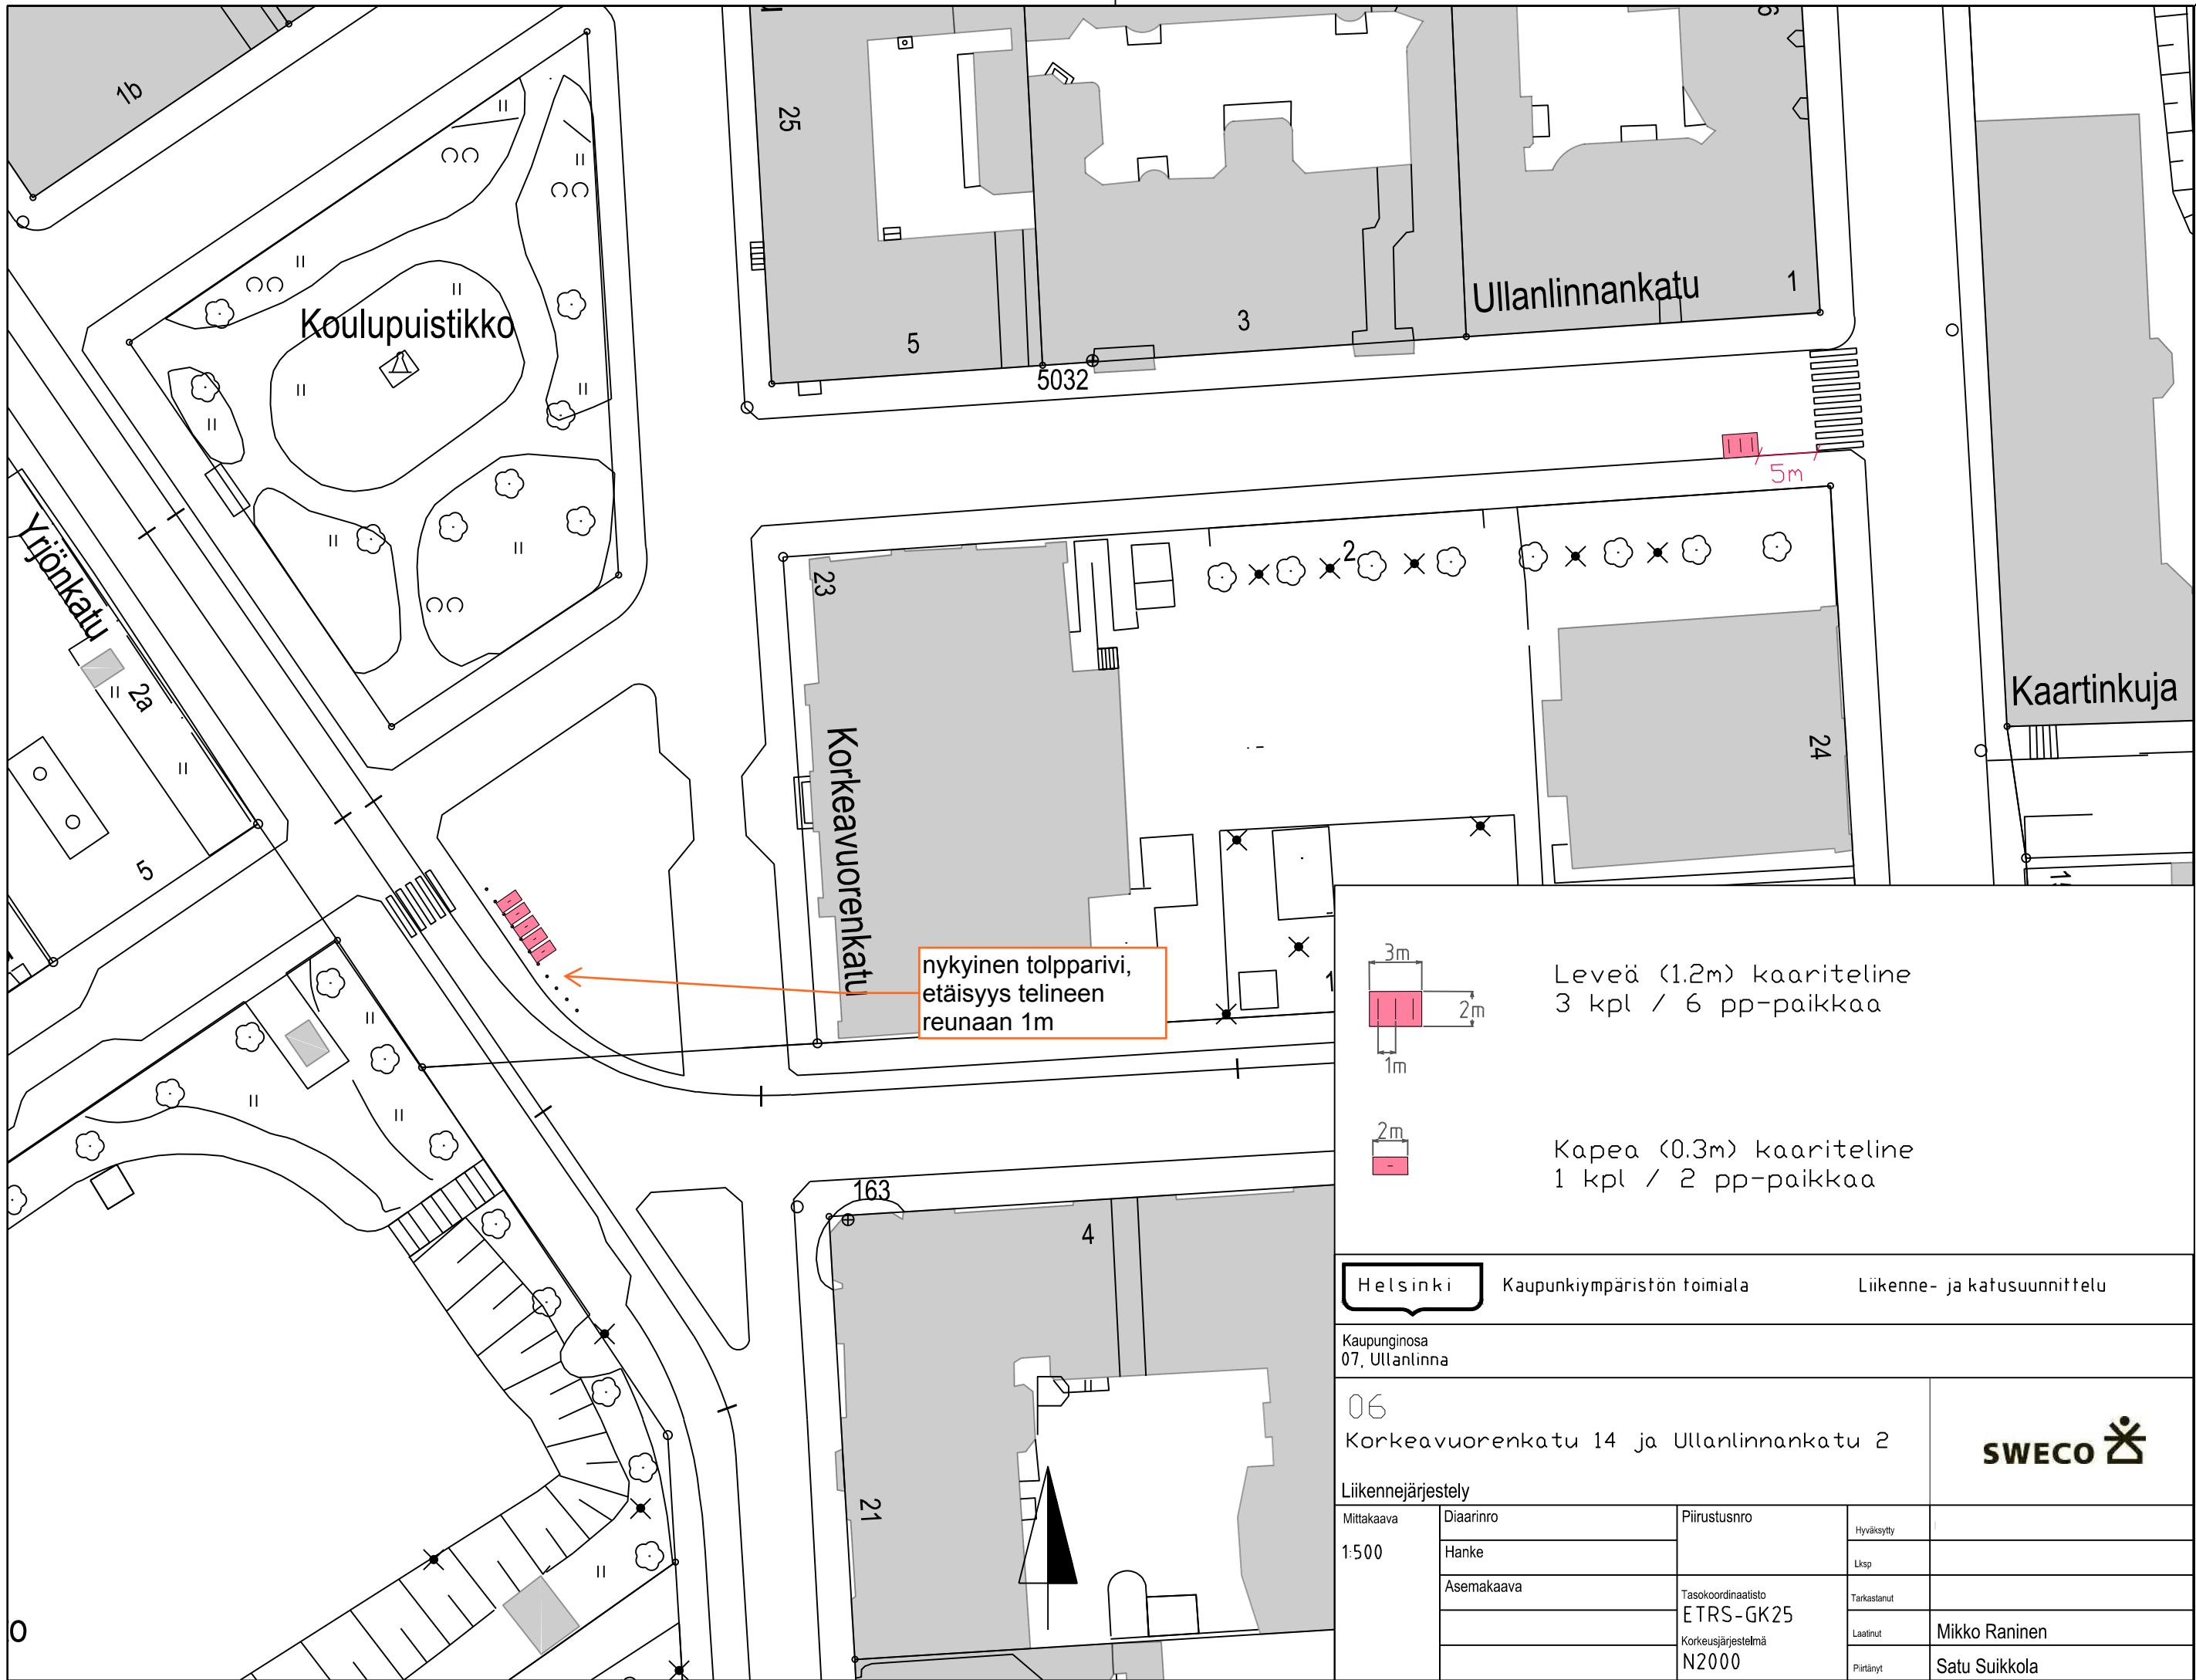 1b
25
Koulupuistikko
5
3
5032
Ullanlinnankatu
1
5m
Yrjönkatu
2a
5
23
2
Korkeavuorenkatu
24
Kaartinkuja
nykyinen tolpparivi,
etäisyys telineen
reunaan 1m
163
4
21
0
3m
2m
1m
Leveä (1.2m) kaariteline
3 kpl / 6 pp-paikkaa
2m
Kapea (0.3m) kaariteline
1 kpl / 2 pp-paikkaa
Helsinki Kaupunkiympäristön toimiala Liikenne- ja katusuunnittelu
Kaupunginosa
07, Ullanlinna
06
Korkeavuorenkatu 14 ja Ullanlinnankatu 2
SWECO
Liikennejärjestely
Mittakaava
1:500
Diaarinro
Hanke
Asemakaava
Piirustusnro
Tasokoordinaatisto
ETRS-GK25
Korkeusjärjestelmä
N2000
Hyväksytty
Lksp
Tarkastanut
Laatinut Mikko Raninen
Piirtänyt Satu Suikkola